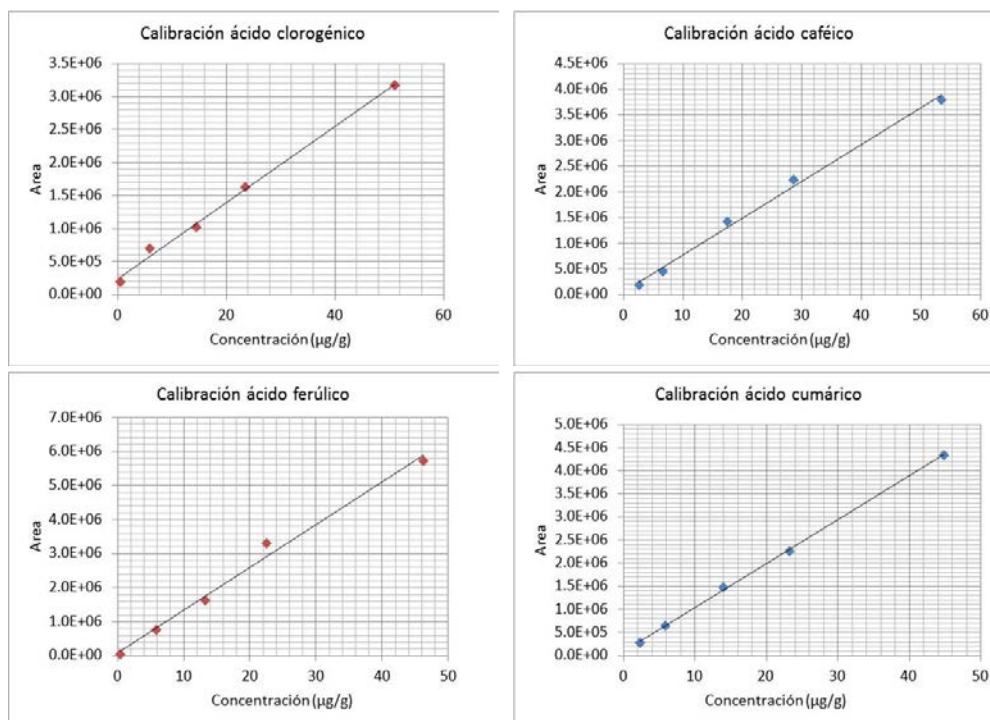 Calibración ácido clorogénico
3.5E+06
3.0E+06
2.5E+06
2.0E+06
1.5E+06
1.0E+06
5.0E+05
0.0E+00
Area
0 20 40 60
Concentración (µg/g)
Calibración ácido caféico
4.5E+06
4.0E+06
3.5E+06
3.0E+06
2.5E+06
2.0E+06
1.5E+06
1.0E+06
5.0E+05
0.0E+00
Area
0 10 20 30 40 50 60
Concentración (µg/g)
Calibración ácido ferúlico
7.0E+06
6.0E+06
5.0E+06
4.0E+06
3.0E+06
2.0E+06
1.0E+06
0.0E+00
Area
0 10 20 30 40 50
Concentración (µg/g)
Calibración ácido cumárico
5.0E+06
4.5E+06
4.0E+06
3.5E+06
3.0E+06
2.5E+06
2.0E+06
1.5E+06
1.0E+06
5.0E+05
0.0E+00
Area
0 10 20 30 40 50
Concentración (µg/g)